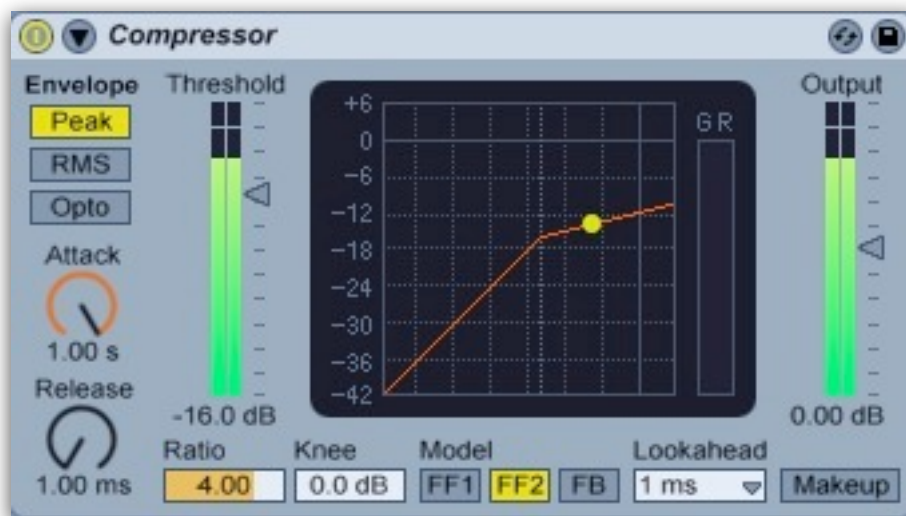 Compressor
Envelope
Peak
RMS
Opto
Attack
1.00 s
Release
1.00 ms
Threshold
-16.0 dB
+6
0
-6
-12
-18
-24
-30
-36
-42
GR
Output
0.00 dB
Ratio
4.00
Knee
0.0 dB
Model
FF1 FF2 FB
Lookahead
1 ms
Makeup